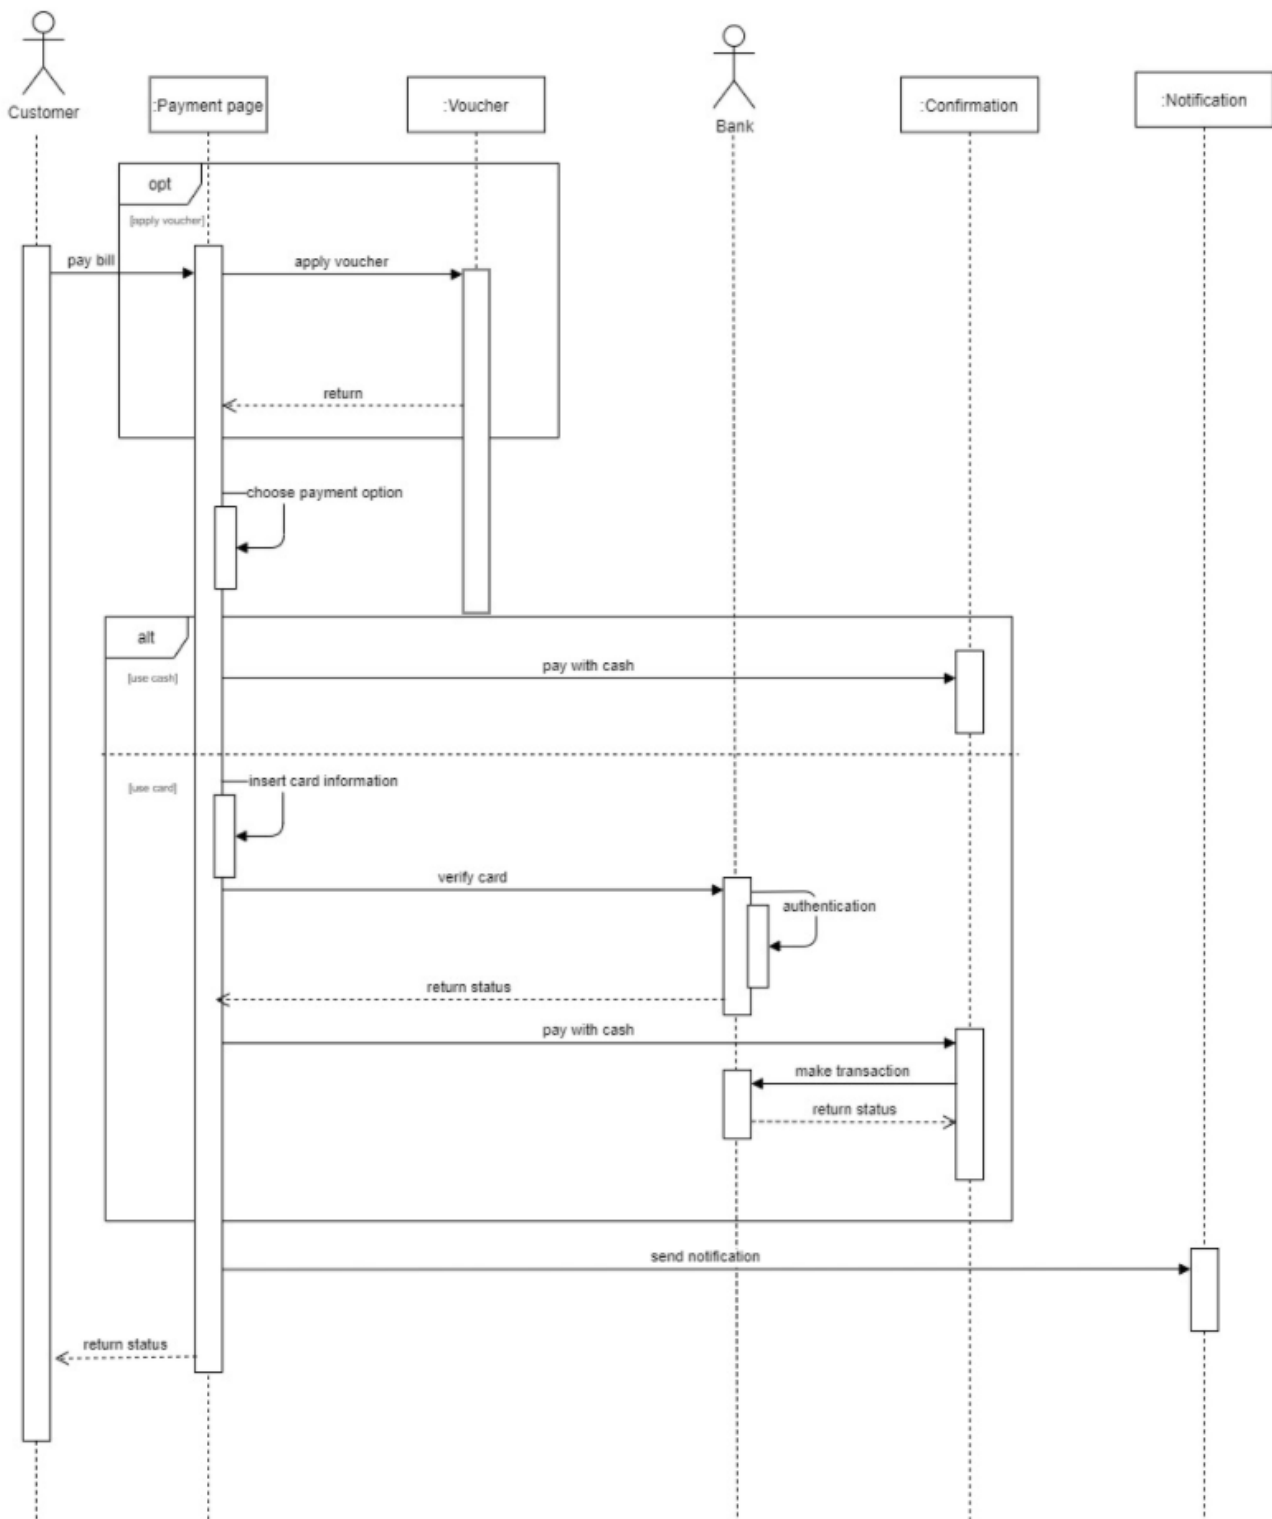 Customer
:Payment page
:Voucher
Bank
:Confirmation
:Notification
opt
[apply voucher]
pay bill
apply voucher
return
choose payment option
alt
[use cash]
pay with cash
[use card]
insert card information
verify card
authentication
return status
pay with cash
make transaction
return status
send notification
return status